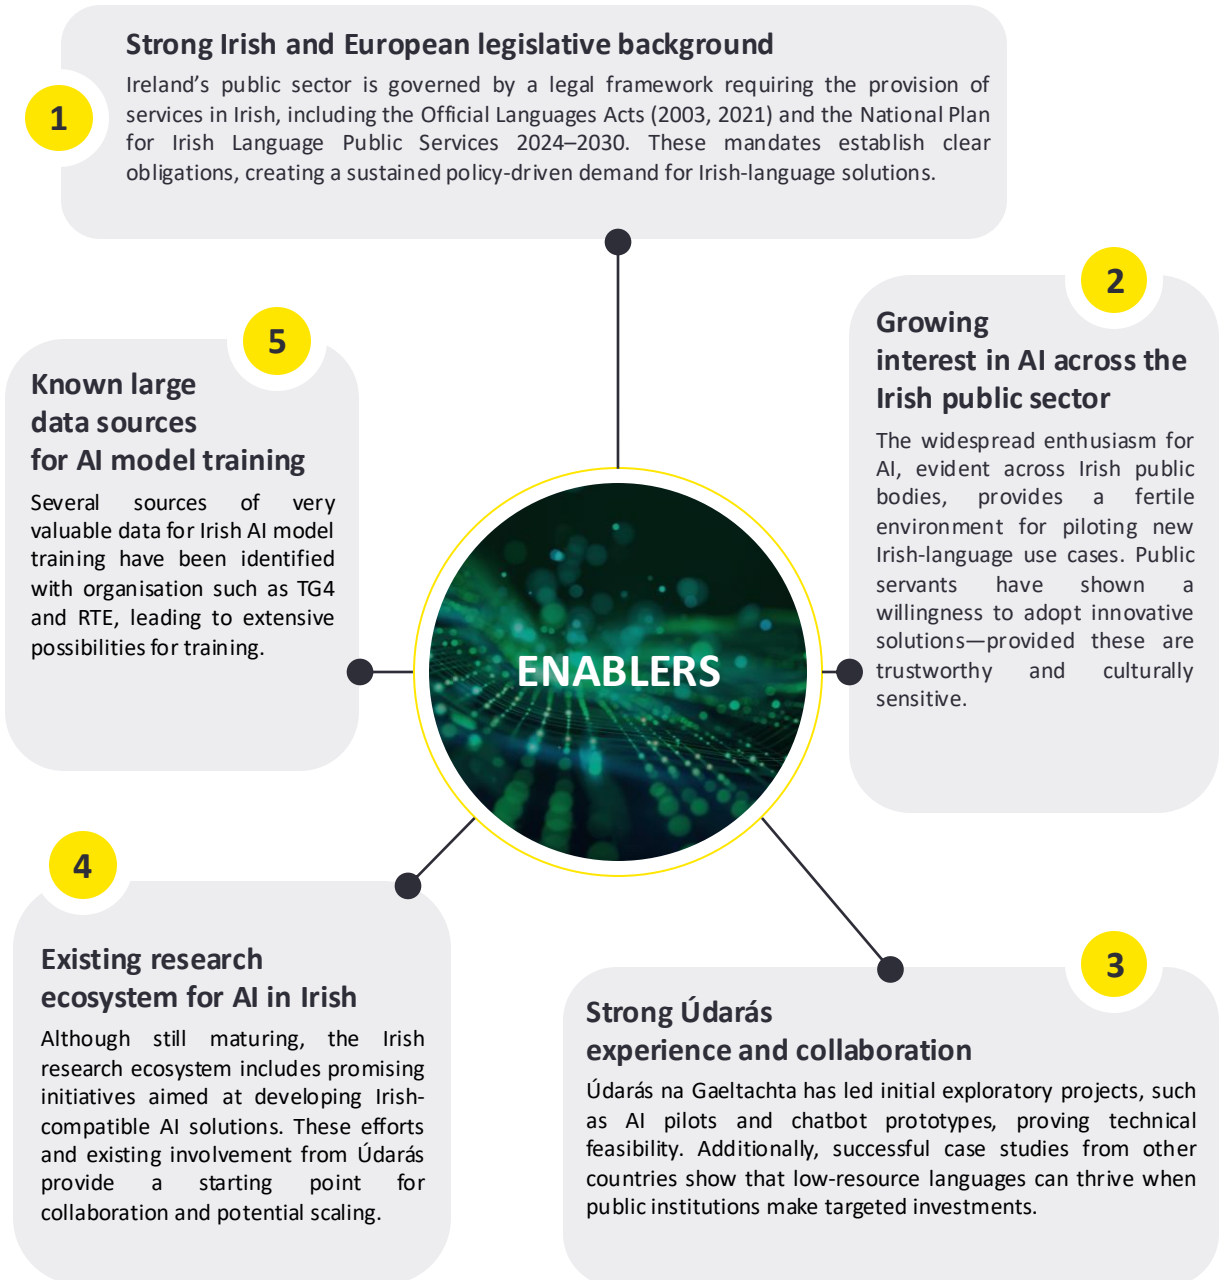 1
Strong Irish and European legislative background
Ireland’s public sector is governed by a legal framework requiring the provision of
services in Irish, including the Official Languages Acts (2003, 2021) and the National Plan
for Irish Language Public Services 2024–2030. These mandates establish clear
obligations, creating a sustained policy-driven demand for Irish-language solutions.
2
Growing
interest in AI across the
Irish public sector
The widespread enthusiasm for
AI, evident across Irish public
bodies, provides a fertile
environment for piloting new
Irish-language use cases. Public
servants have shown a
willingness to adopt innovative
solutions—provided these are
trustworthy and culturally
sensitive.
5
Known large
data sources
for AI model training
Several sources of very
valuable data for Irish AI model
training have been identified
with organisation such as TG4
and RTE, leading to extensive
possibilities for training.
ENABLERS
4
Existing research
ecosystem for AI in Irish
Although still maturing, the Irish
research ecosystem includes promising
initiatives aimed at developing Irish-
compatible AI solutions. These efforts
and existing involvement from Údarás
provide a starting point for
collaboration and potential scaling.
3
Strong Údarás
experience and collaboration
Údarás na Gaeltachta has led initial exploratory projects, such
as AI pilots and chatbot prototypes, proving technical
feasibility. Additionally, successful case studies from other
countries show that low-resource languages can thrive when
public institutions make targeted investments.